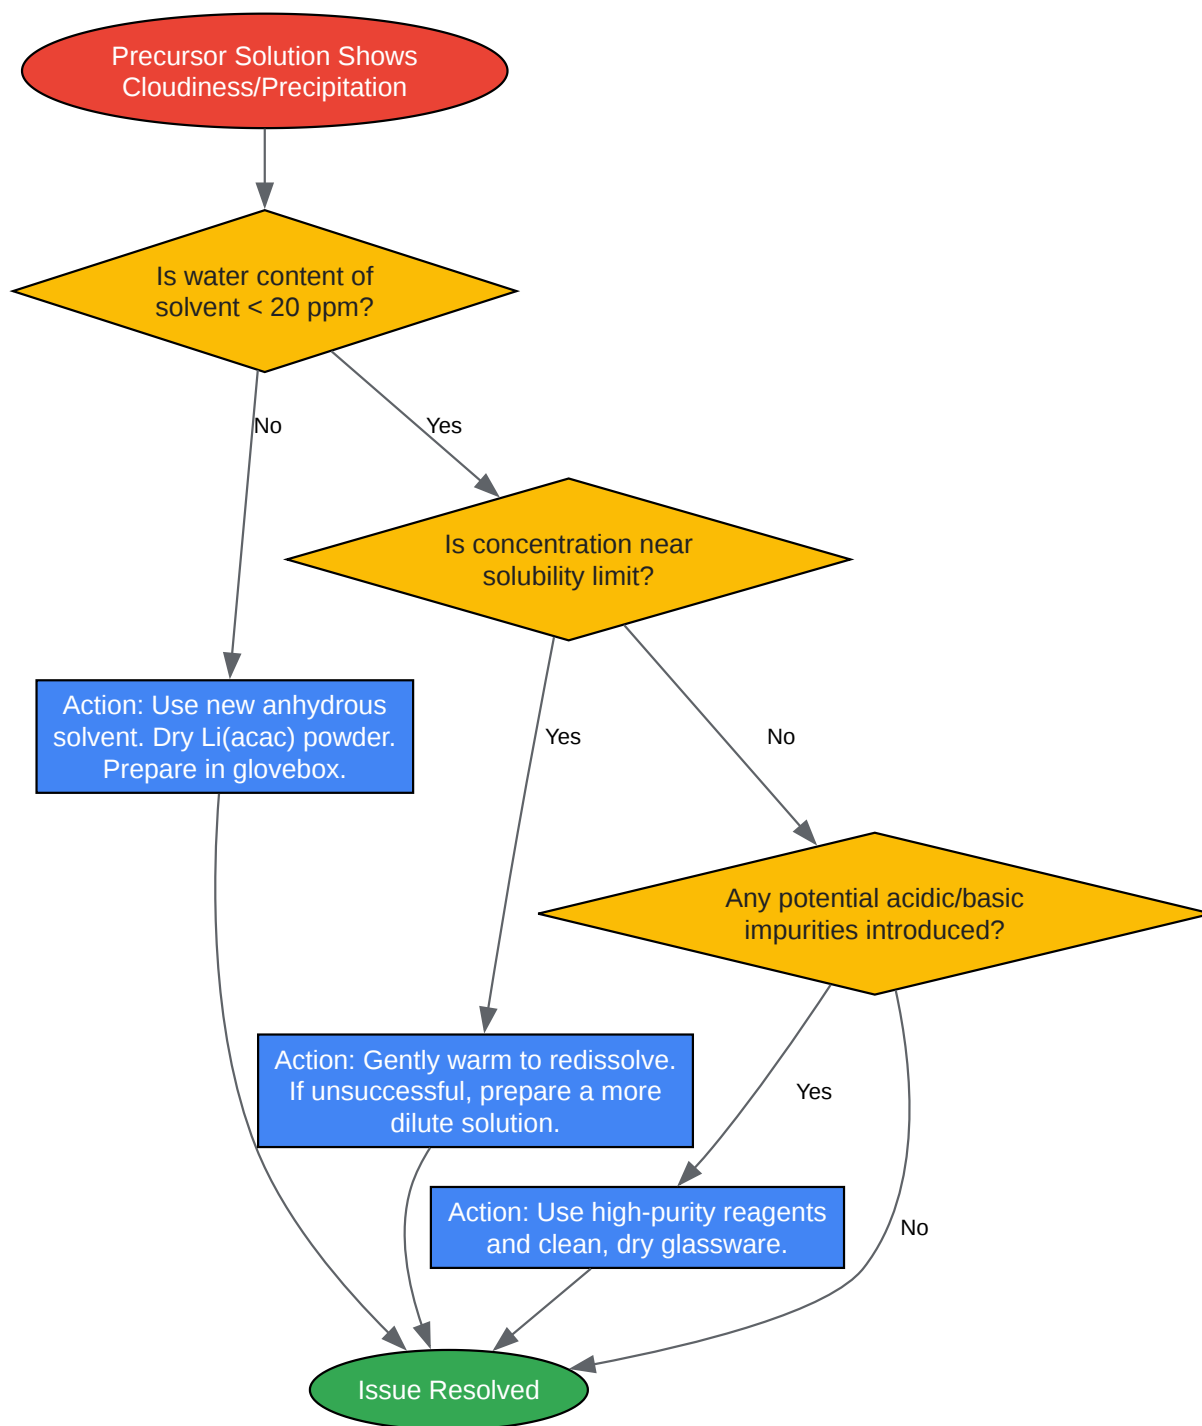 Precursor Solution Shows
Cloudiness/Precipitation
Is water content of
solvent < 20 ppm?
No
Yes
Is concentration near
solubility limit?
Action: Use new anhydrous
solvent. Dry Li(acac) powder.
Prepare in glovebox.
Yes
No
Any potential acidic/basic
impurities introduced?
Action: Gently warm to redissolve.
If unsuccessful, prepare a more
dilute solution.
Yes
Action: Use high-purity reagents
and clean, dry glassware.
No
Issue Resolved